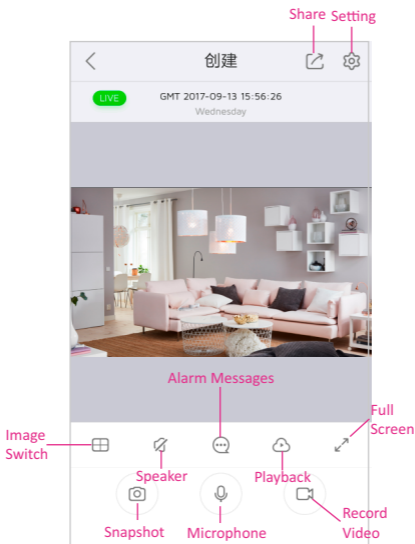 Share Setting
创建
LIVE GMT 2017-09-13 15:56:26
Wednesday
Alarm Messages
Full
Screen
Image
Switch
Speaker
Playback
Snapshot
Microphone
Record
Video